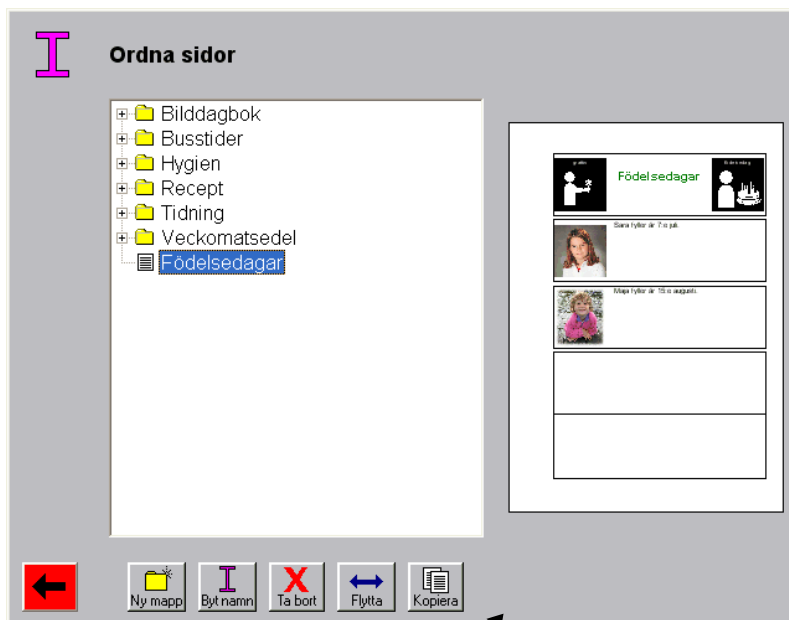 Ordna sidor
Bilddagbok
Busstider
Hygien
Recept
Tidning
Veckomatsedel
Födelsedagar
Födelsedagar
Sara fyller år 7:e juli.
Maja fyller år 15:e augusti.
Ny mapp
Byt namn
Ta bort
Flytta
Kopiera